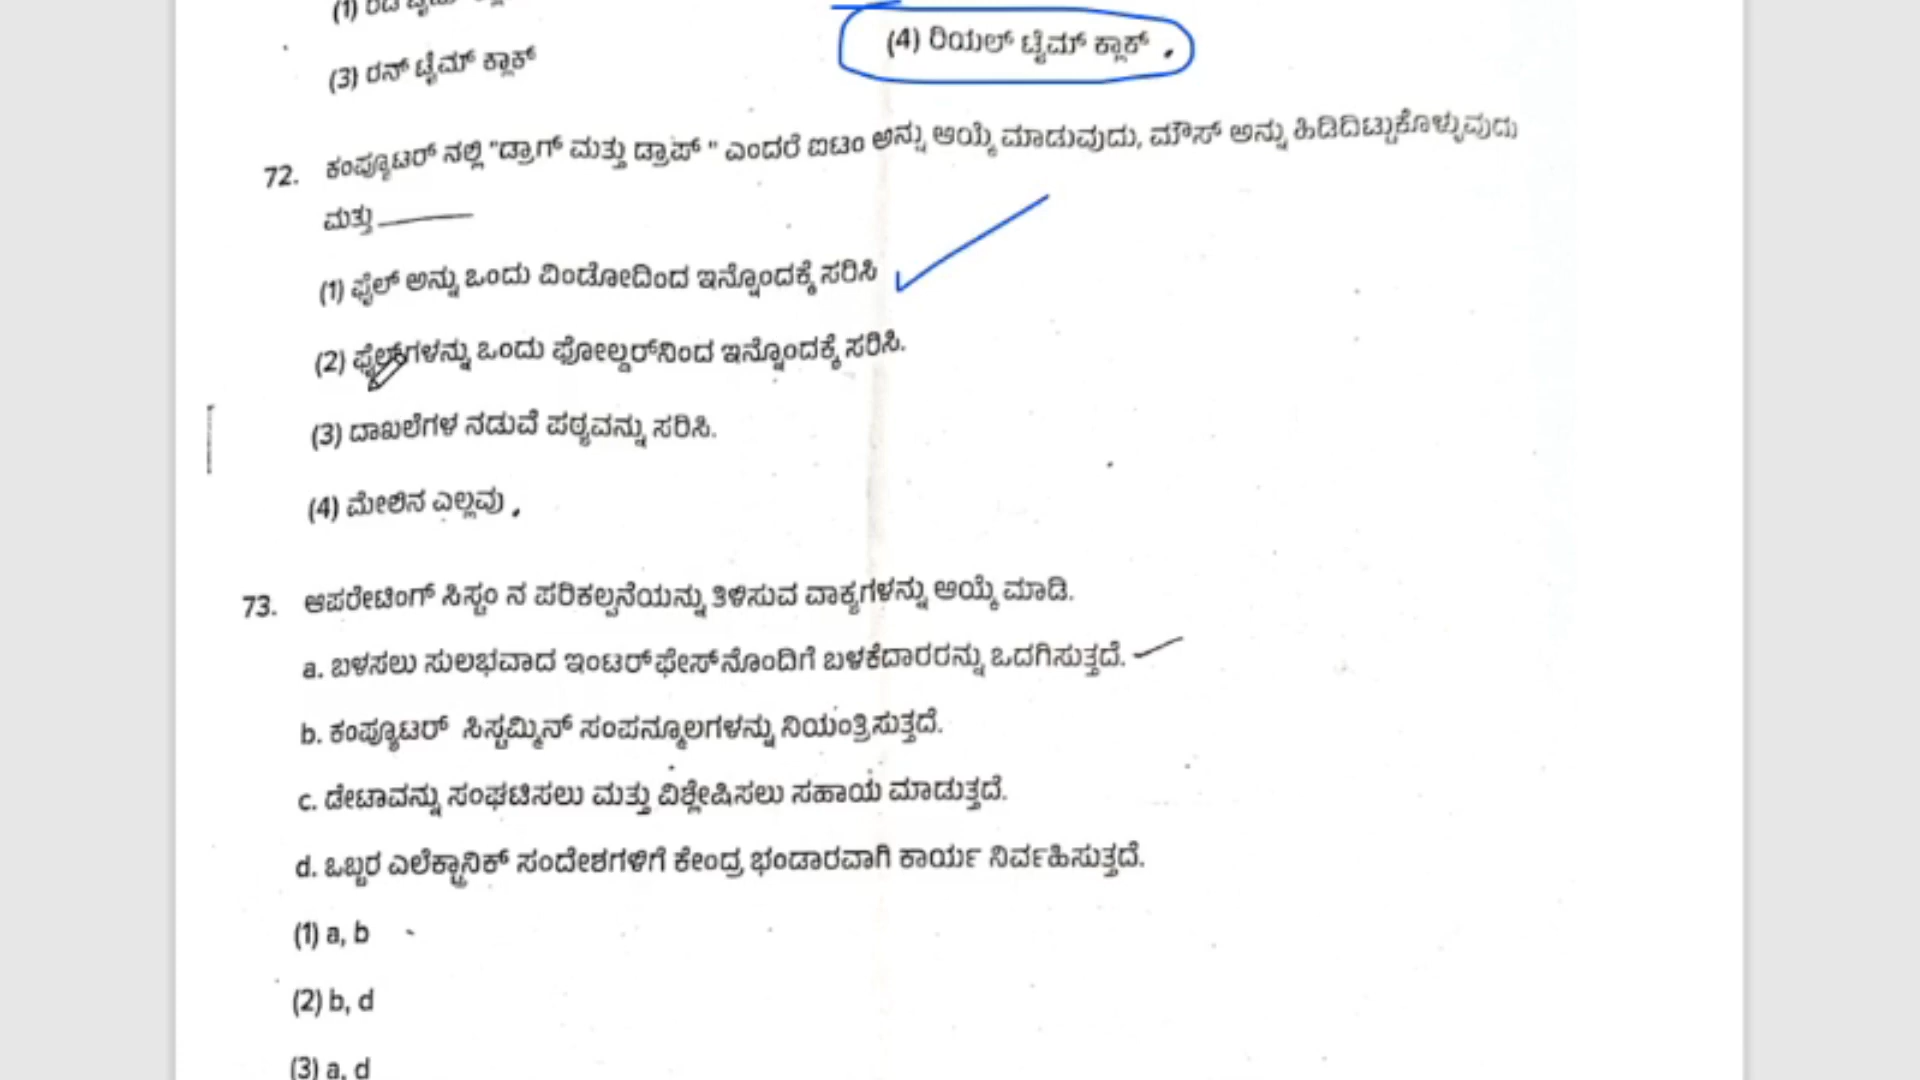 (1)
(4) ರಿಯಲ್ ಟೈಮ್ ಕ್ಲಾಕ್ .
(3) ರನ್ ಟೈಮ್ ಕ್ಲಾಕ್
72. ಕಂಪ್ಯೂಟರ್ ನಲ್ಲಿ "ಡ್ರಾಗ್ ಮತ್ತು ಡ್ರಾಪ್ " ಎಂದರೆ ಐಟಂ ಅನ್ನು ಆಯ್ಕೆ ಮಾಡುವುದು, ಮೌಸ್ ಅನ್ನು ಹಿಡಿದಿಟ್ಟುಕೊಳ್ಳುವುದು
ಮತ್ತು ______
(1) ಫೈಲ್ ಅನ್ನು ಒಂದು ವಿಂಡೋದಿಂದ ಇನ್ನೊಂದಕ್ಕೆ ಸರಿಸಿ
(2) ಫೈಲ್‌ಗಳನ್ನು ಒಂದು ಫೋಲ್ಡರ್‌ನಿಂದ ಇನ್ನೊಂದಕ್ಕೆ ಸರಿಸಿ.
(3) ದಾಖಲೆಗಳ ನಡುವೆ ಪಠ್ಯವನ್ನು ಸರಿಸಿ.
(4) ಮೇಲಿನ ಎಲ್ಲವು .
73. ಆಪರೇಟಿಂಗ್ ಸಿಸ್ಟಂ ನ ಪರಿಕಲ್ಪನೆಯನ್ನು ತಿಳಿಸುವ ವಾಕ್ಯಗಳನ್ನು ಆಯ್ಕೆ ಮಾಡಿ.
a. ಬಳಸಲು ಸುಲಭವಾದ ಇಂಟರ್‌ಫೇಸ್‌ನೊಂದಿಗೆ ಬಳಕೆದಾರರನ್ನು ಒದಗಿಸುತ್ತದೆ.
b. ಕಂಪ್ಯೂಟರ್ ಸಿಸ್ಟಮ್ಮಿನ್ ಸಂಪನ್ಮೂಲಗಳನ್ನು ನಿಯಂತ್ರಿಸುತ್ತದೆ.
c. ಡೇಟಾವನ್ನು ಸಂಘಟಿಸಲು ಮತ್ತು ವಿಶ್ಲೇಷಿಸಲು ಸಹಾಯ ಮಾಡುತ್ತದೆ.
d. ಒಬ್ಬರ ಎಲೆಕ್ಟ್ರಾನಿಕ್ ಸಂದೇಶಗಳಿಗೆ ಕೇಂದ್ರ ಭಂಡಾರವಾಗಿ ಕಾರ್ಯ ನಿರ್ವಹಿಸುತ್ತದೆ.
(1) a, b
(2) b, d
(3) a, d